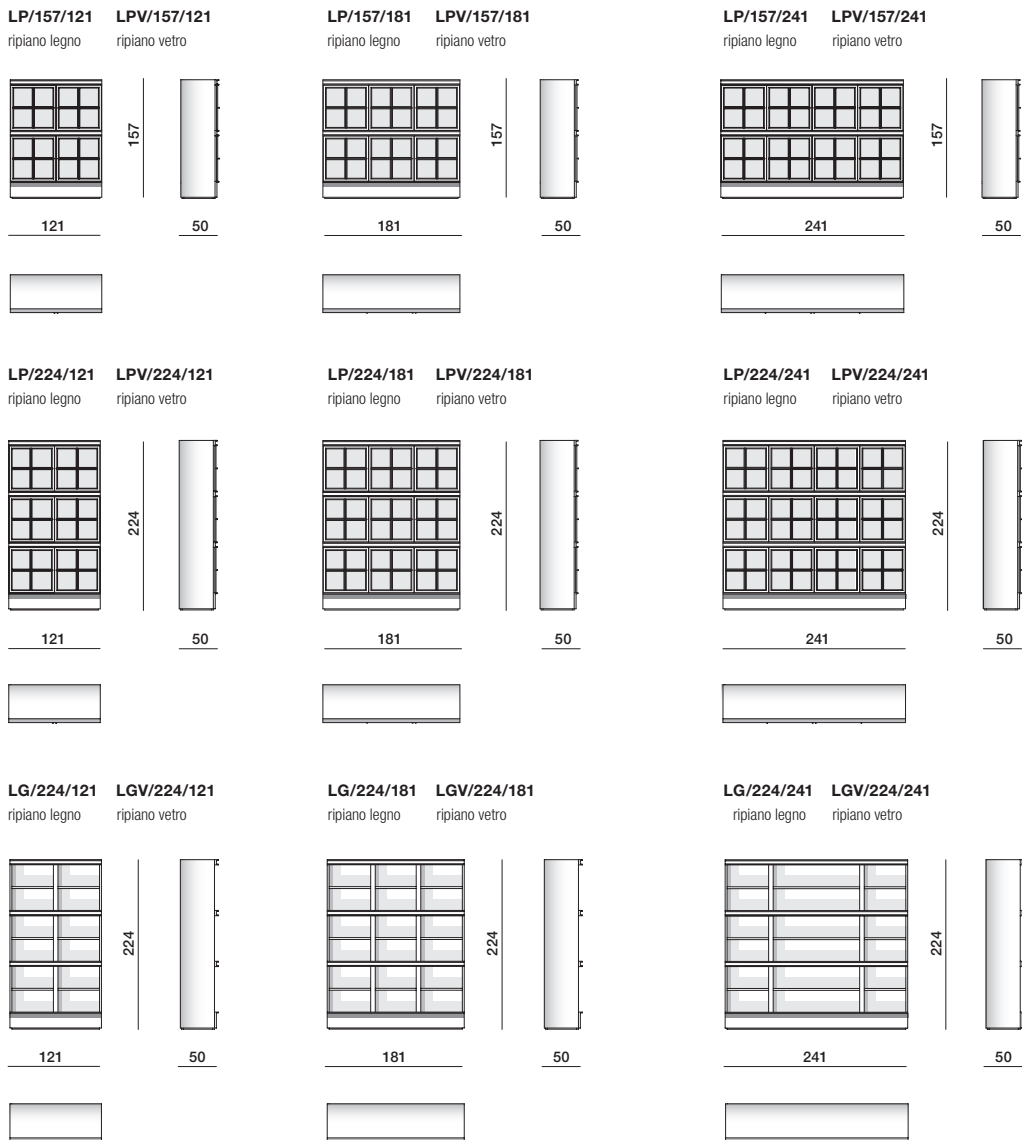 LP/157/121 LPV/157/121 LP/157/181 LPV/157/181 LP/157/241 LPV/157/241
ripiano legno ripiano vetro ripiano legno ripiano vetro ripiano legno ripiano vetro
157 157 157
121 50 181 50 241 50
LP/224/121 LPV/224/121 LP/224/181 LPV/224/181 LP/224/241 LPV/224/241
ripiano legno ripiano vetro ripiano legno ripiano vetro ripiano legno ripiano vetro
224 224 224
121 50 181 50 241 50
LG/224/121 LGV/224/121 LG/224/181 LGV/224/181 LG/224/241 LGV/224/241
ripiano legno ripiano vetro ripiano legno ripiano vetro ripiano legno ripiano vetro
224 224 224
121 50 181 50 241 50